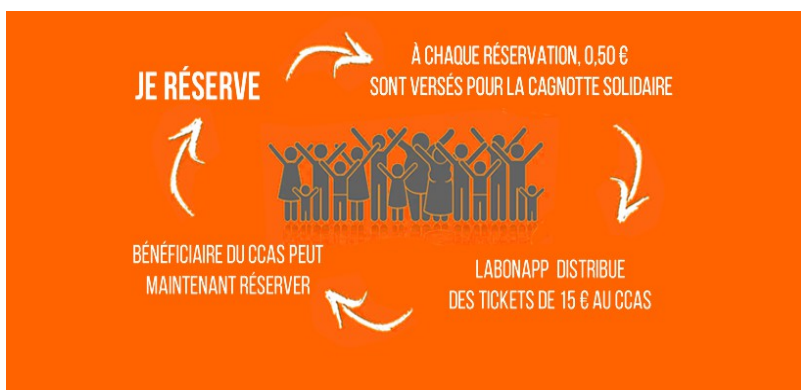 JE RÉSERVE
À CHAQUE RÉSERVATION, 0,50 €
SONT VERSÉS POUR LA CAGNOTTE SOLIDAIRE
LABONAPP DISTRIBUE
DES TICKETS DE 15 € AU CCAS
BÉNÉFICIAIRE DU CCAS PEUT
MAINTENANT RÉSERVER